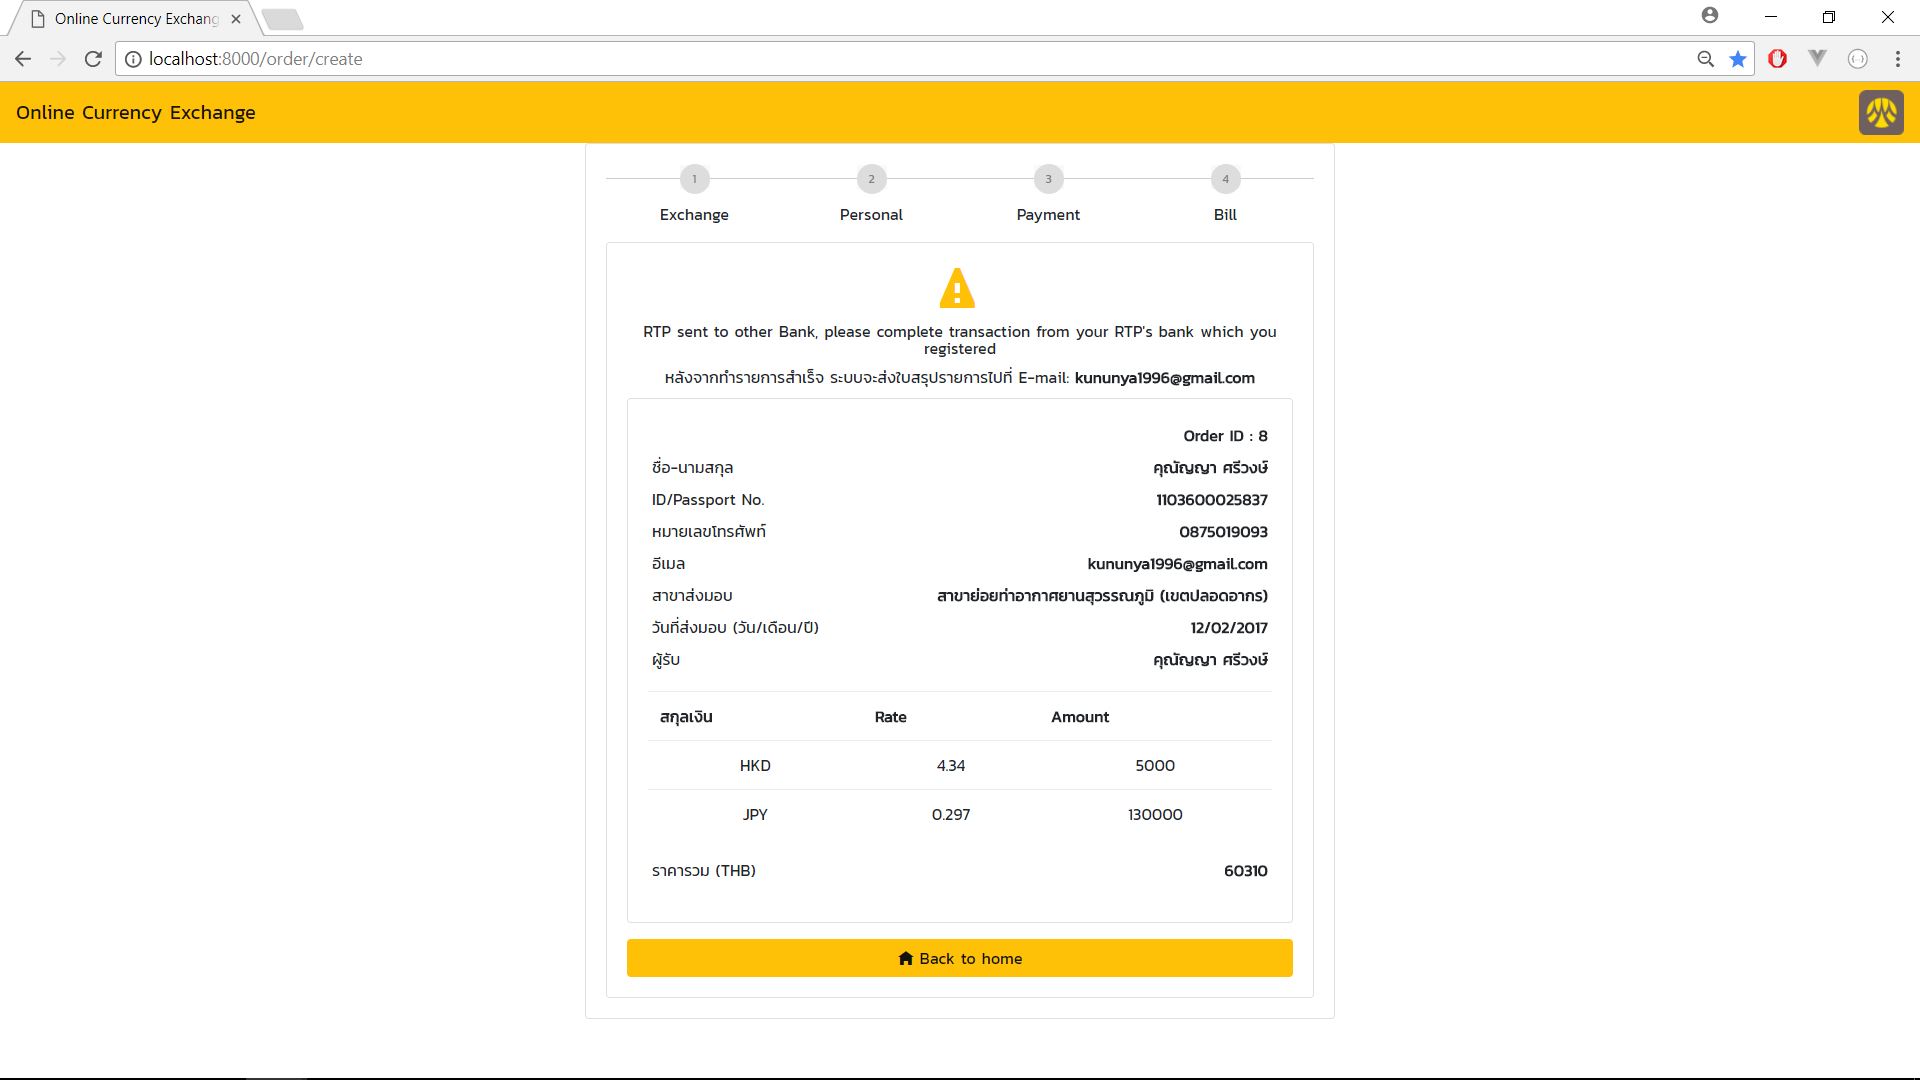 Online Currency Exchang
localhost:8000/order/create
Online Currency Exchange
1
2
3
4
Exchange
Personal
Payment
Bill
RTP sent to other Bank, please complete transaction from your RTP's bank which you
registered
หลังจากทำรายการสำเร็จ ระบบจะส่งใบสรุปรายการไปที่ E-mail: kununya1996@gmail.com
Order ID : 8
ชื่อ-นามสกุล คุณัญญา ศรีวงษ์
ID/Passport No. 1103600025837
หมายเลขโทรศัพท์ 0875019093
อีเมล kununya1996@gmail.com
สาขาส่งมอบ สาขาย่อยท่าอากาศยานสุวรรณภูมิ (เขตปลอดอากร)
วันที่ส่งมอบ (วัน/เดือน/ปี) 12/02/2017
ผู้รับ คุณัญญา ศรีวงษ์
สกุลเงิน Rate Amount
HKD 4.34 5000
JPY 0.297 130000
ราคารวม (THB) 60310
Back to home